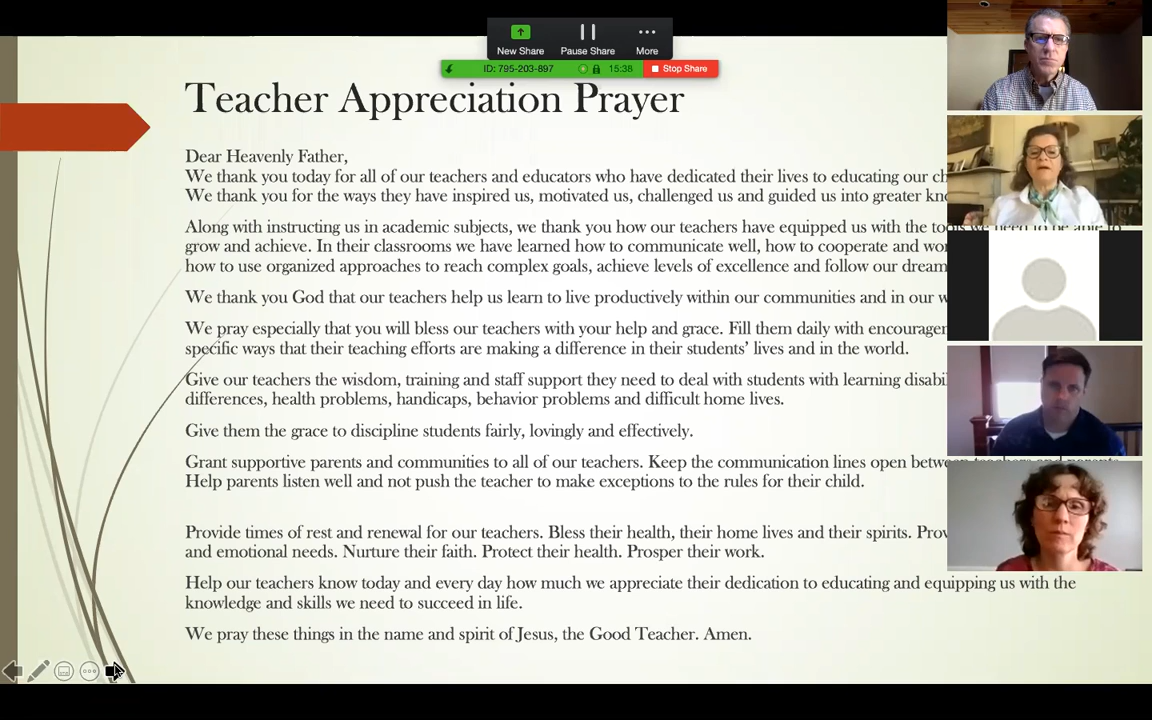 New Share
Pause Share
More
ID: 795-203-897
15:38
Stop Share
Teacher Appreciation Prayer
Dear Heavenly Father,
We thank you today for all of our teachers and educators who have dedicated their lives to educating our
We thank you for the ways they have inspired us, motivated us, challenged us and guided us into greater
Along with instructing us in academic subjects, we thank you how our teachers have equipped us with the tools we need to be able to
grow and achieve. In their classrooms we have learned how to communicate well, how to cooperate and
how to use organized approaches to reach complex goals, achieve levels of excellence and follow our
We thank you God that our teachers help us learn to live productively within our communities and in our
We pray especially that you will bless our teachers with your help and grace. Fill them daily with
specific ways that their teaching efforts are making a difference in their students' lives and in the world.
Give our teachers the wisdom, training and staff support they need to deal with students with learning
differences, health problems, handicaps, behavior problems and difficult home lives.
Give them the grace to discipline students fairly, lovingly and effectively.
Grant supportive parents and communities to all of our teachers. Keep the communication lines open between teachers and parents.
Help parents listen well and not push the teacher to make exceptions to the rules for their child.
Provide times of rest and renewal for our teachers. Bless their health, their home lives and their spirits.
and emotional needs. Nurture their faith. Protect their health. Prosper their work.
Help our teachers know today and every day how much we appreciate their dedication to educating and equipping us with the
knowledge and skills we need to succeed in life.
We pray these things in the name and spirit of Jesus, the Good Teacher. Amen.